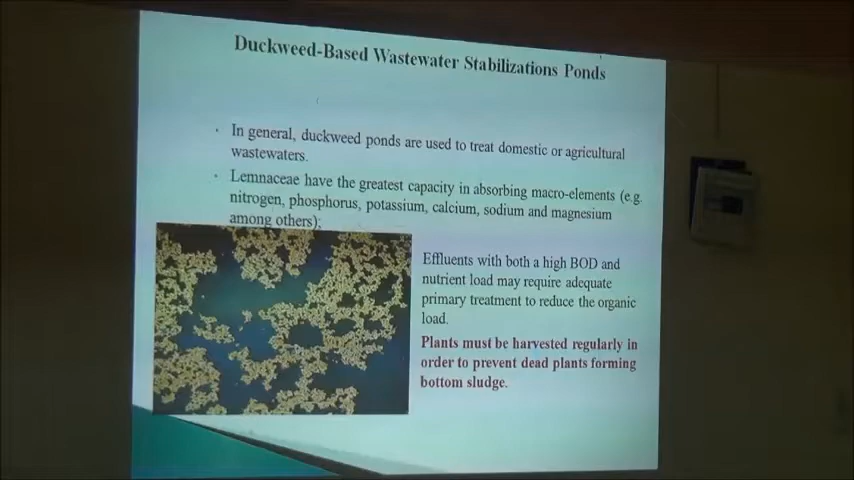 Duckweed-Based Wastewater Stabilizations Ponds
• In general, duckweed ponds are used to treat domestic or agricultural
wastewaters.
• Lemnaceae have the greatest capacity in absorbing macro-elements (e.g.
nitrogen, phosphorus, potassium, calcium, sodium and magnesium
among others);
Effluents with both a high BOD and
nutrient load may require adequate
primary treatment to reduce the organic
load.
Plants must be harvested regularly in
order to prevent dead plants forming
bottom sludge.